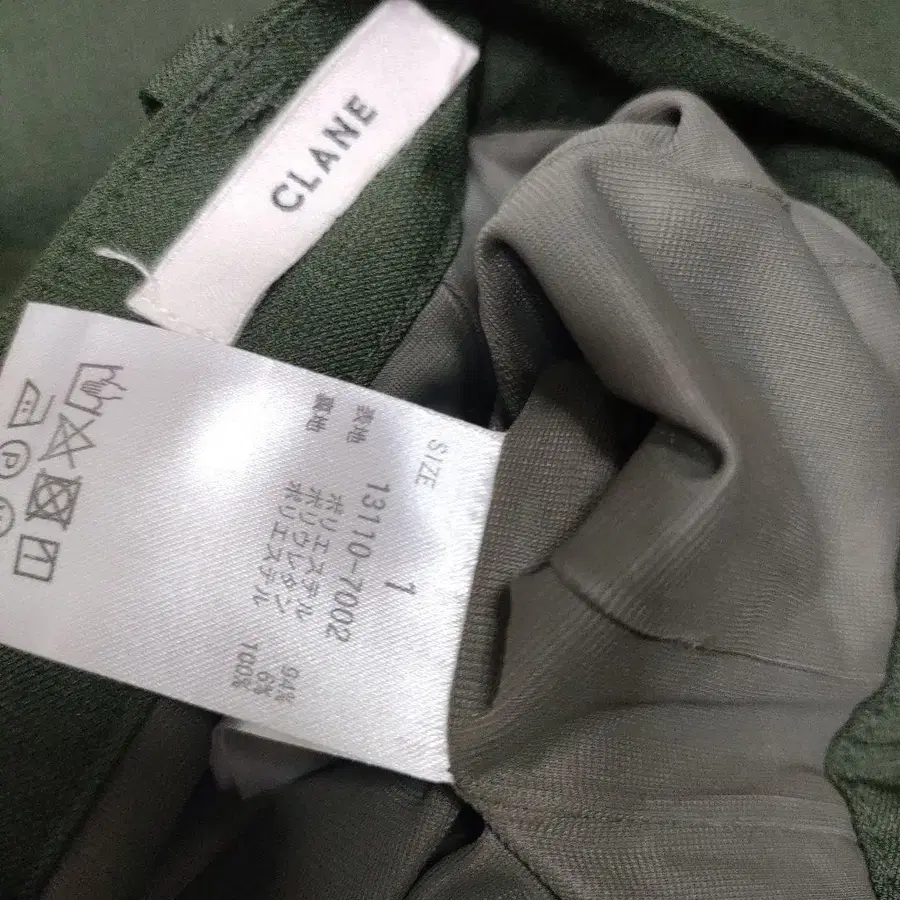 CLANE
SIZE 1
13110-7002
表地 ポリエステル 94%
ポリウレタン 6%
裏地 ポリエステル 100%
P